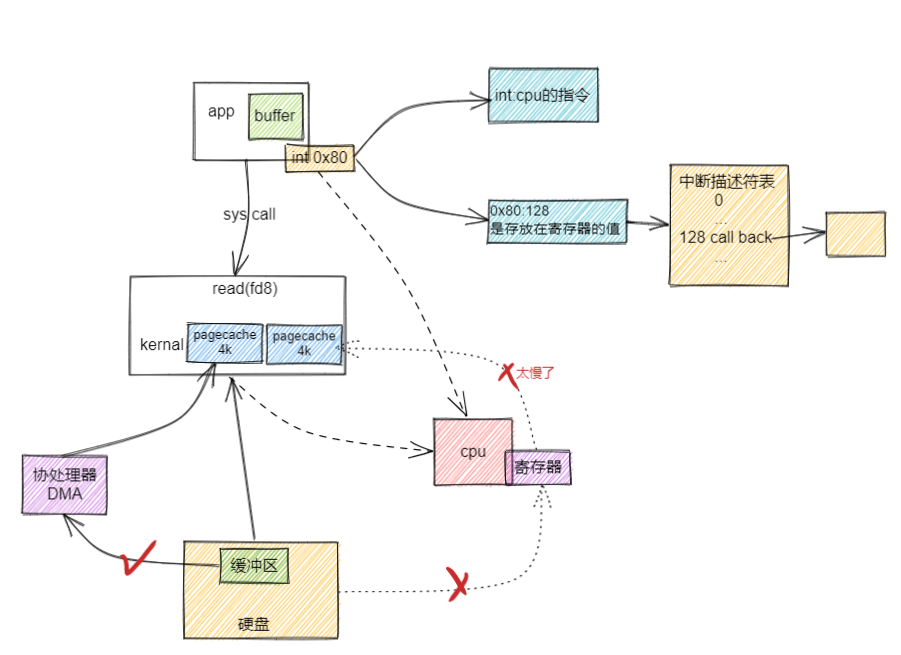 int:cpu的指令
app
buffer
int 0x80
中断描述符表
0
...
128 call back
...
0x80:128
是存放在寄存器的值
sys call
read(fd8)
kernal
pagecache
4k
pagecache
4k
太慢了
cpu
寄存器
协处理器
DMA
缓冲区
硬盘